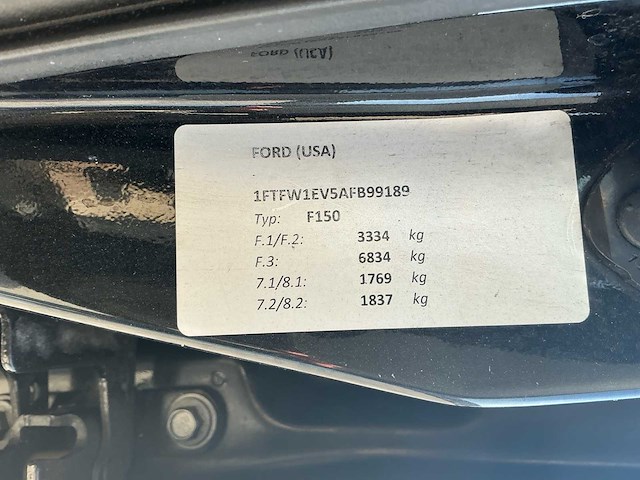 FORD (USA)
1FTFW1EV5AFB99189
Typ: F150
F.1/F.2: 3334 kg
F.3: 6834 kg
7.1/8.1: 1769 kg
7.2/8.2: 1837 kg